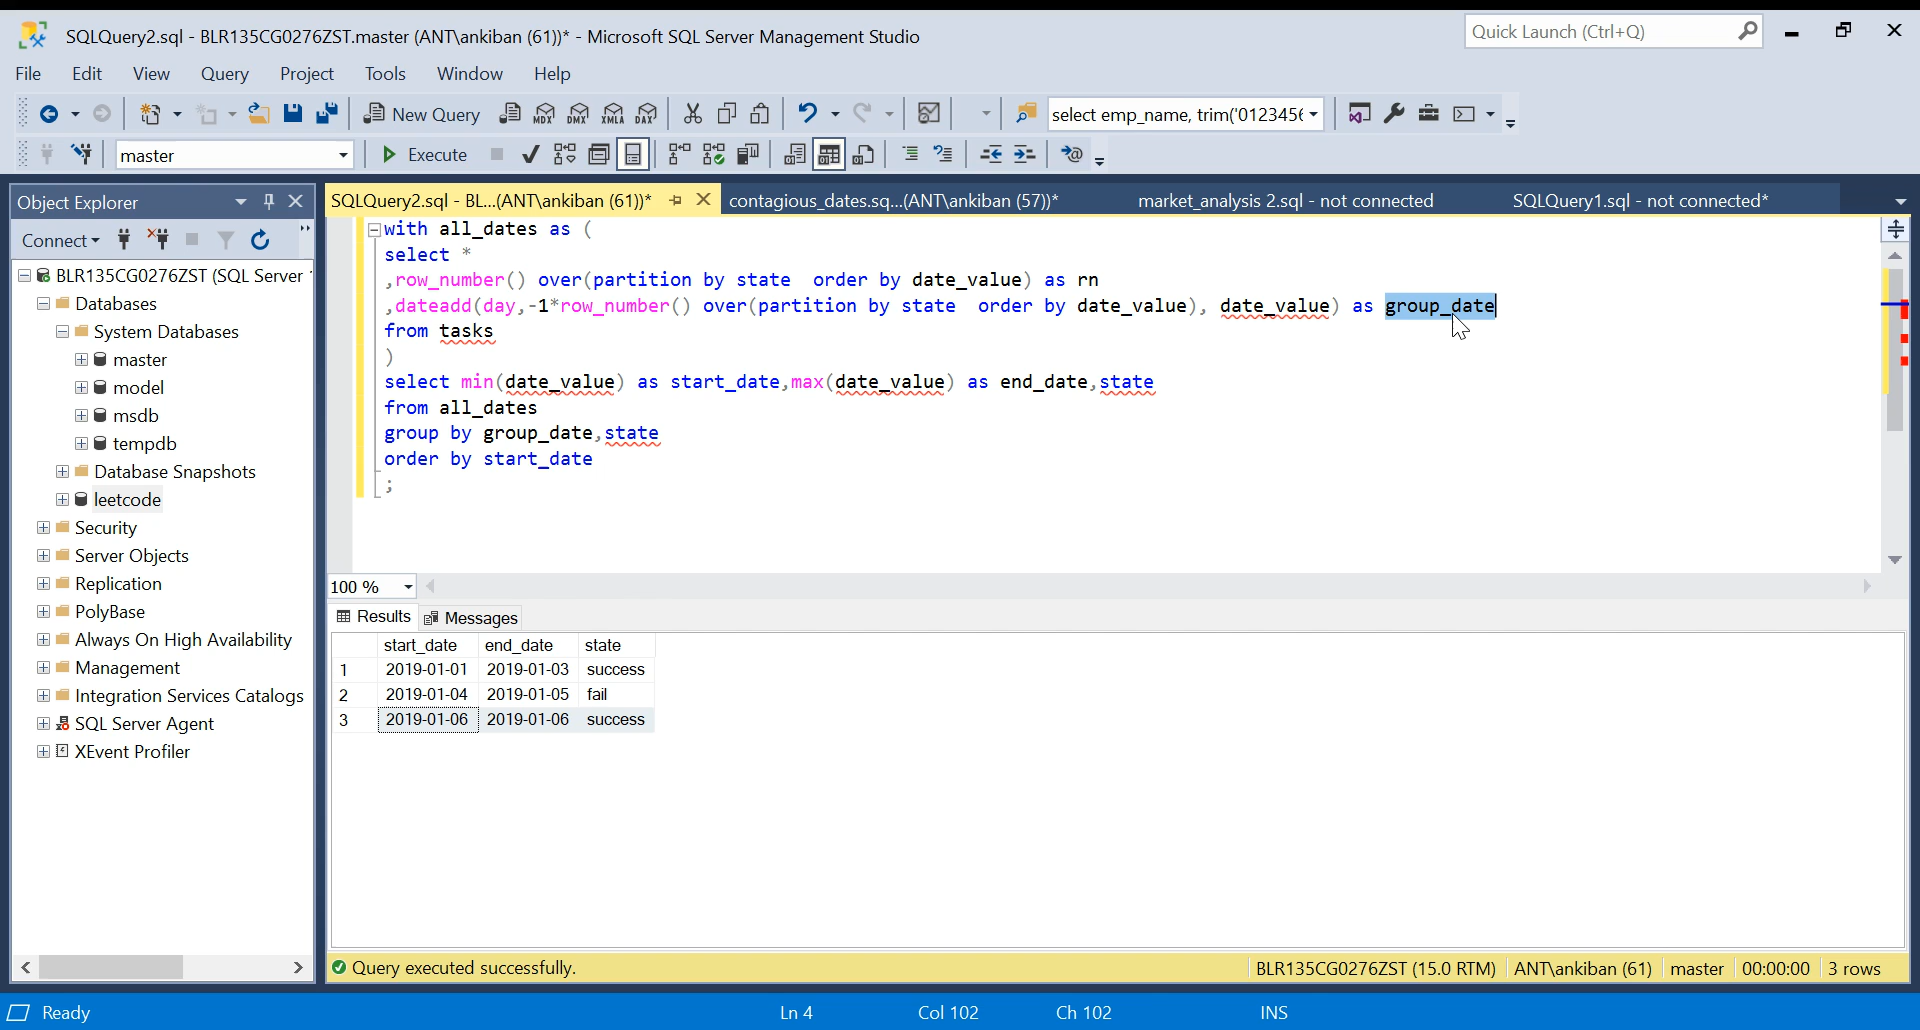 SQLQuery2.sql - BLR135CG0276ZST.master (ANT\ankiban (61))* - Microsoft SQL Server Management Studio
Quick Launch (Ctrl+Q)
File Edit View Query Project Tools Window Help
New Query MDX DMX XMLA DAX select emp_name, trim('0123456
master Execute
Object Explorer
SQLQuery2.sql - BL...(ANT\ankiban (61))* contagious_dates.sq...(ANT\ankiban (57))* market_analysis 2.sql - not connected SQLQuery1.sql - not connected*
Connect
BLR135CG0276ZST (SQL Server
Databases
System Databases
master
model
msdb
tempdb
Database Snapshots
leetcode
Security
Server Objects
Replication
PolyBase
Always On High Availability
Management
Integration Services Catalogs
SQL Server Agent
XEvent Profiler
with all_dates as (
select *
,row_number() over(partition by state  order by date_value) as rn
,dateadd(day,-1*row_number() over(partition by state  order by date_value), date_value) as group_date
from tasks
)
select min(date_value) as start_date,max(date_value) as end_date,state
from all_dates
group by group_date,state
order by start_date
;
100 %
Results Messages
start_date end_date state
1 2019-01-01 2019-01-03 success
2 2019-01-04 2019-01-05 fail
3 2019-01-06 2019-01-06 success
Query executed successfully. BLR135CG0276ZST (15.0 RTM) ANT\ankiban (61) master 00:00:00 3 rows
Ready Ln 4 Col 102 Ch 102 INS